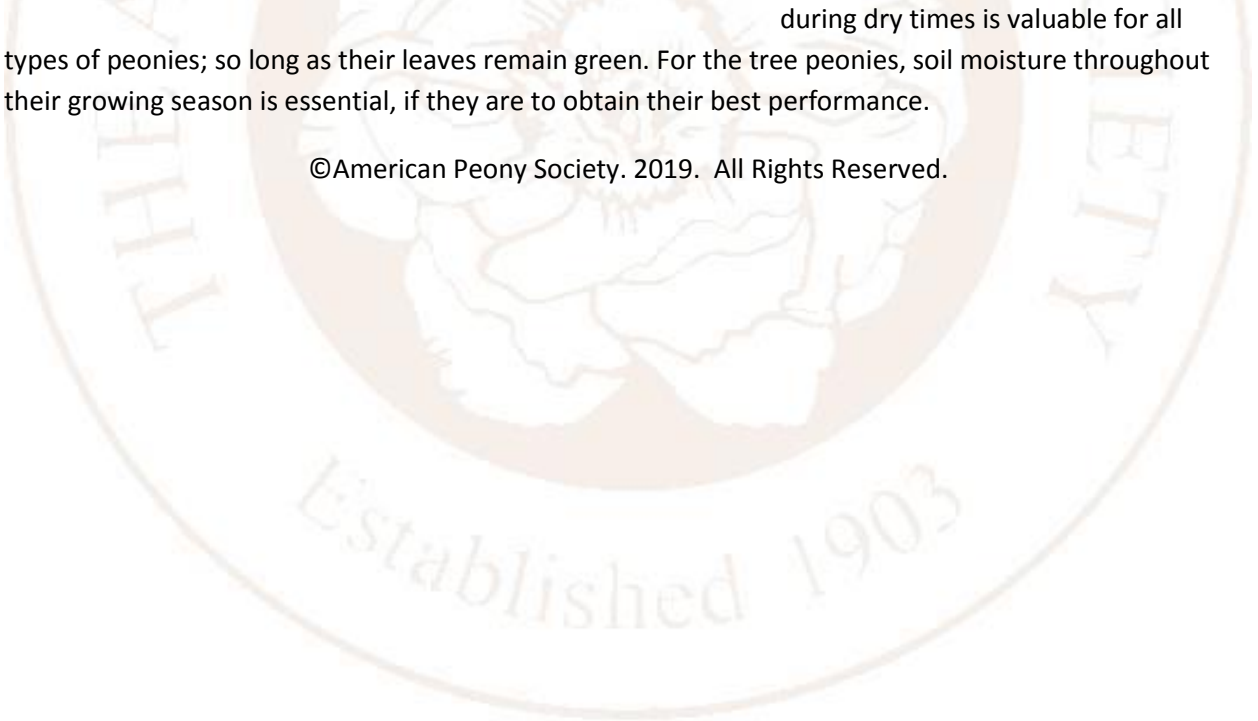 during dry times is valuable for all
types of peonies; so long as their leaves remain green. For the tree peonies, soil moisture throughout
their growing season is essential, if they are to obtain their best performance.
©American Peony Society. 2019.  All Rights Reserved.
THE
IETY
Established 1903